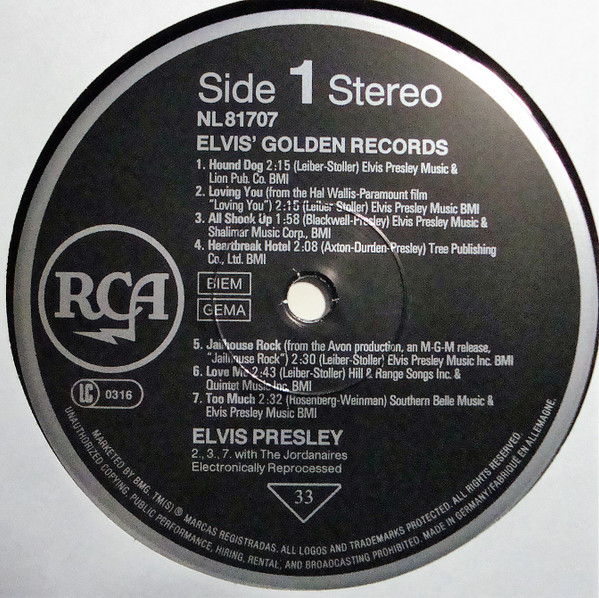 Side 1 Stereo
NL 81707
ELVIS' GOLDEN RECORDS
1. Hound Dog 2:15 (Leiber-Stoller) Elvis Presley Music &
Lion Pub. Co. BMI
2. Loving You (from the Hal Wallis-Paramount film
"Loving You") 2:15 (Leiber Stoller) Elvis Presley Music BMI
3. All Shook Up 1:58 (Blackwell-Presley) Elvis Presley Music &
Shalimar Music Corp., BMI
4. Heartbreak Hotel 2:08 (Axton-Durden-Presley) Tree Publishing
Co., Ltd. BMI
RCA
BIEM
GEMA
5. Jailhouse Rock (from the Avon production, an M-G-M release,
"Jailhouse Rock") 2:30 (Leiber-Stoller) Elvis Presley Music Inc. BMI
6. Love Me 2:43 (Leiber-Stoller) Hill & Range Songs Inc. &
Quintet Music Inc. BMI
7. Too Much 2:32 (Rosenberg-Weinman) Southern Belle Music &
Elvis Presley Music BMI
LC 0316
ELVIS PRESLEY
2., 3., 7. with The Jordanaires
Electronically Reprocessed
33
MARKETED BY BMG. TM(S) ® MARCAS REGISTRADAS. ALL LOGOS AND TRADEMARKS PROTECTED. ALL RIGHTS RESERVED.
UNAUTHORIZED COPYING, PUBLIC PERFORMANCE, HIRING, RENTAL, AND BROADCASTING PROHIBITED. MADE IN GERMANY/FABRIQUE EN ALLEMAGNE.